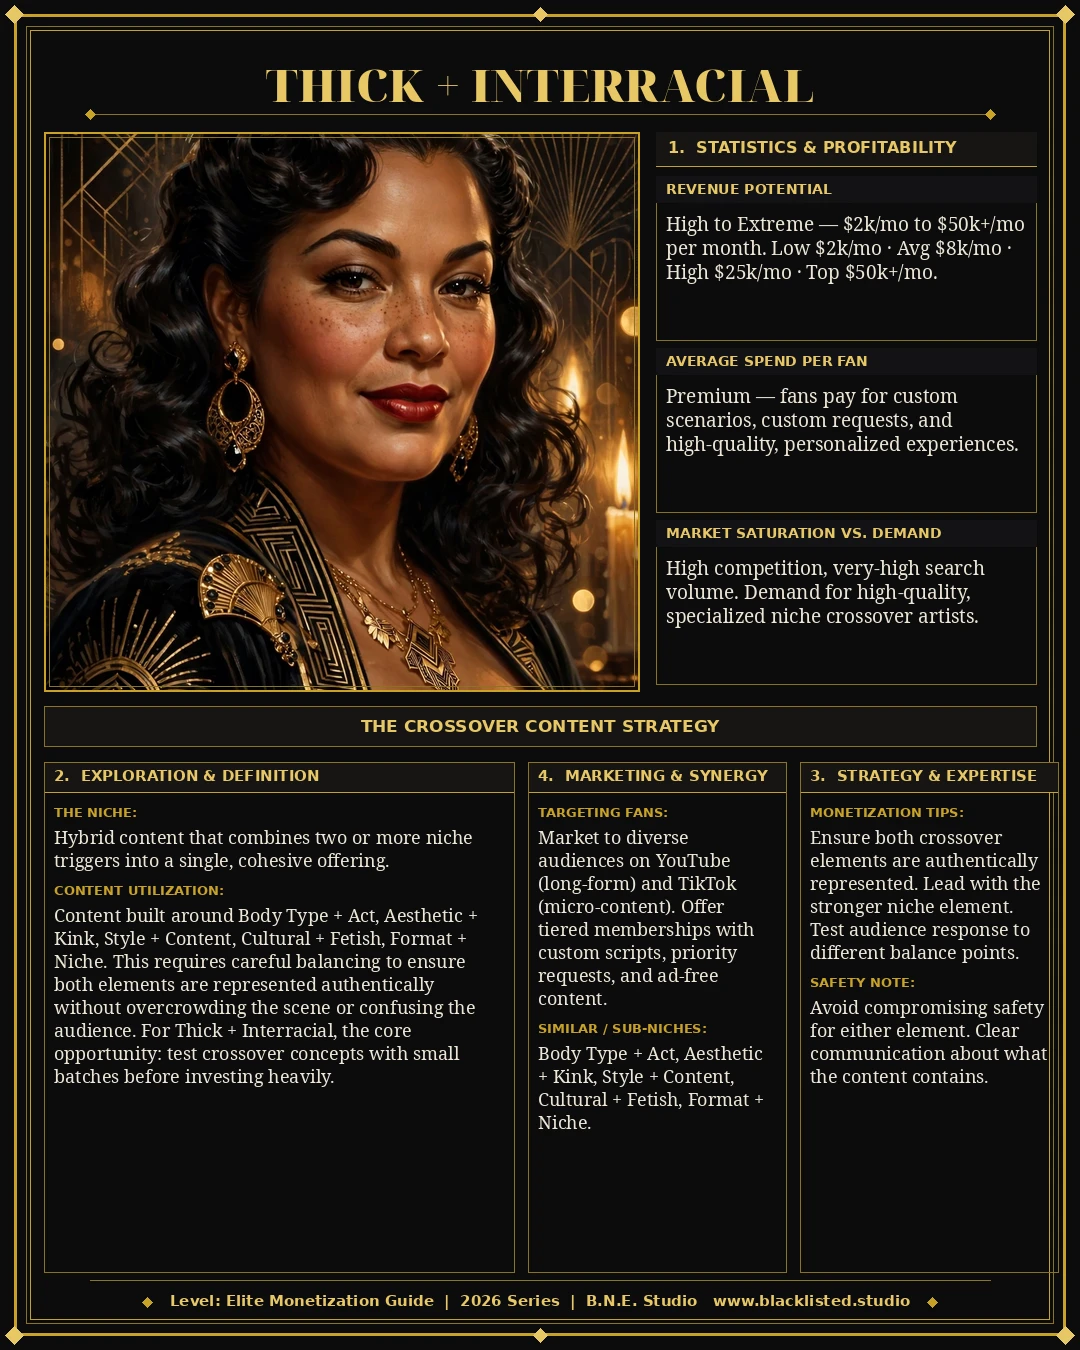 THICK + INTERRACIAL
1. STATISTICS & PROFITABILITY
REVENUE POTENTIAL
High to Extreme — $2k/mo to $50k+/mo
per month. Low $2k/mo · Avg $8k/mo ·
High $25k/mo · Top $50k+/mo.
AVERAGE SPEND PER FAN
Premium — fans pay for custom
scenarios, custom requests, and
high-quality, personalized experiences.
MARKET SATURATION VS. DEMAND
High competition, very-high search
volume. Demand for high-quality,
specialized niche crossover artists.
THE CROSSOVER CONTENT STRATEGY
2. EXPLORATION & DEFINITION
THE NICHE:
Hybrid content that combines two or more niche
triggers into a single, cohesive offering.
CONTENT UTILIZATION:
Content built around Body Type + Act, Aesthetic +
Kink, Style + Content, Cultural + Fetish, Format +
Niche. This requires careful balancing to ensure
both elements are represented authentically
without overcrowding the scene or confusing the
audience. For Thick + Interracial, the core
opportunity: test crossover concepts with small
batches before investing heavily.
4. MARKETING & SYNERGY
TARGETING FANS:
Market to diverse
audiences on YouTube
(long-form) and TikTok
(micro-content). Offer
tiered memberships with
custom scripts, priority
requests, and ad-free
content.
SIMILAR / SUB-NICHES:
Body Type + Act, Aesthetic
+ Kink, Style + Content,
Cultural + Fetish, Format +
Niche.
3. STRATEGY & EXPERTISE
MONETIZATION TIPS:
Ensure both crossover
elements are authentically
represented. Lead with the
stronger niche element.
Test audience response to
different balance points.
SAFETY NOTE:
Avoid compromising safety
for either element. Clear
communication about what
the content contains.
Level: Elite Monetization Guide | 2026 Series | B.N.E. Studio www.blacklisted.studio